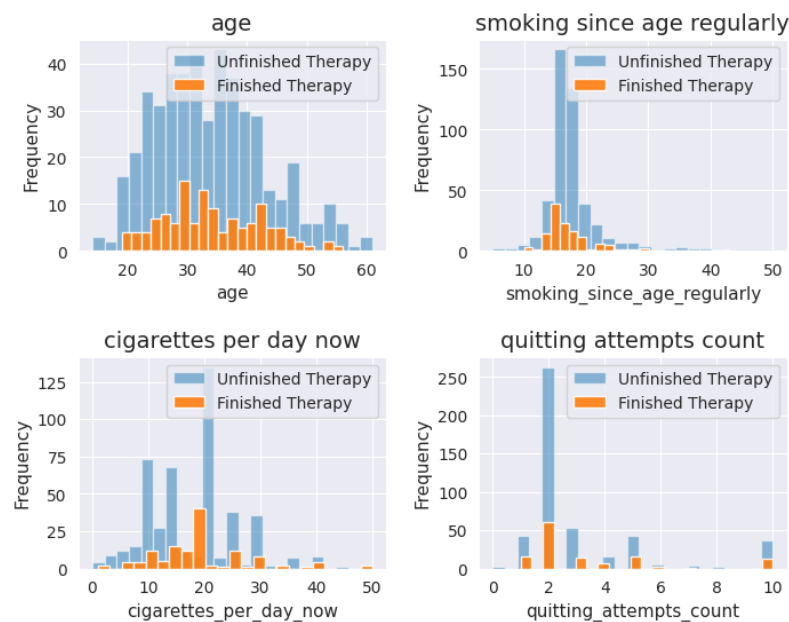 age
smoking since age regularly
Unfinished Therapy
Finished Therapy
Unfinished Therapy
Finished Therapy
Frequency
40
30
20
10
0
Frequency
150
100
50
0
20
30
40
50
60
10
20
30
40
50
age
smoking_since_age_regularly
cigarettes per day now
quitting attempts count
Unfinished Therapy
Finished Therapy
Unfinished Therapy
Finished Therapy
Frequency
125
100
75
50
25
0
Frequency
250
200
150
100
50
0
0
10
20
30
40
50
0
2
4
6
8
10
cigarettes_per_day_now
quitting_attempts_count